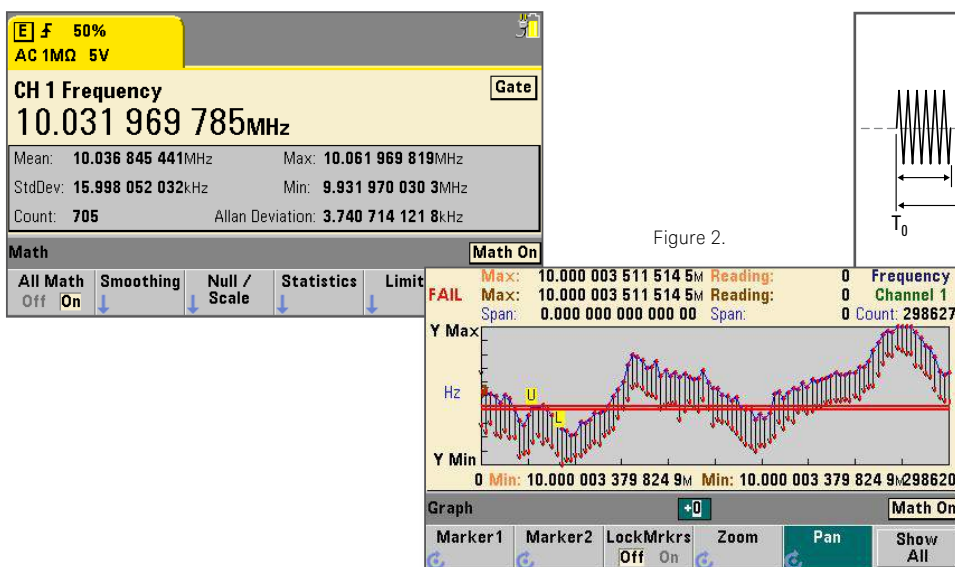 E 50%
AC 1MΩ 5V
CH 1 Frequency
Gate
10.031 969 785MHz
Mean: 10.036 845 441MHz Max: 10.061 969 819MHz
StdDev: 15.998 052 032kHz Min: 9.931 970 030 3MHz
Count: 705 Allan Deviation: 3.740 714 121 8kHz
Math Math On
All Math Smoothing Null / Statistics Limit
Off On Scale
Figure 2.
T0
Max: 10.000 003 511 514 5M Reading: 0 Frequency
FAIL Max: 10.000 003 511 514 5M Reading: 0 Channel 1
Span: 0.000 000 000 000 00 Span: 0 Count: 298627
Y Max
Hz
U
L
Y Min
0 Min: 10.000 003 379 824 9M Min: 10.000 003 379 824 9M298620
Graph +0 Math On
Marker1 Marker2 LockMrkrs Zoom Pan Show
Off On All